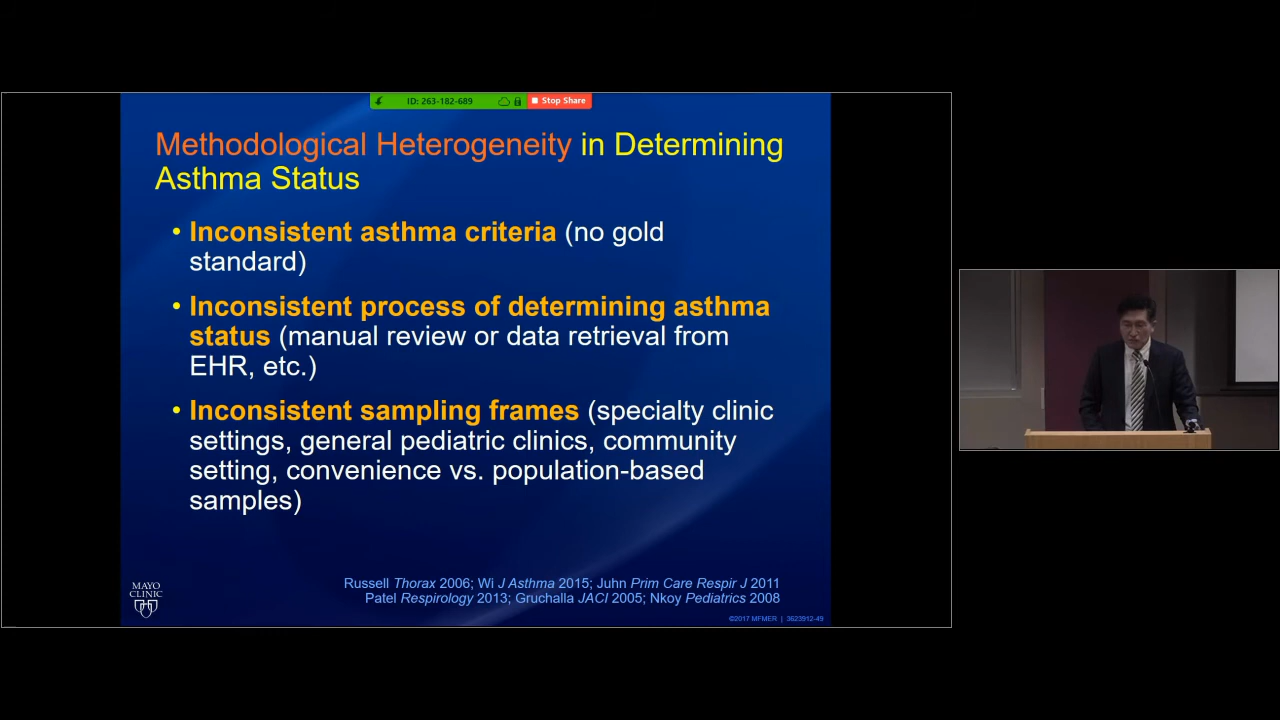 ID: 263-182-689 Stop Share
Methodological Heterogeneity in Determining
Asthma Status
• Inconsistent asthma criteria (no gold
standard)
• Inconsistent process of determining asthma
status (manual review or data retrieval from
EHR, etc.)
• Inconsistent sampling frames (specialty clinic
settings, general pediatric clinics, community
setting, convenience vs. population-based
samples)
Russell Thorax 2006; Wi J Asthma 2015; Juhn Prim Care Respir J 2011
Patel Respirology 2013; Gruchalla JACI 2005; Nkoy Pediatrics 2008
MAYO
CLINIC
©2017 MFMER | 3623912-49